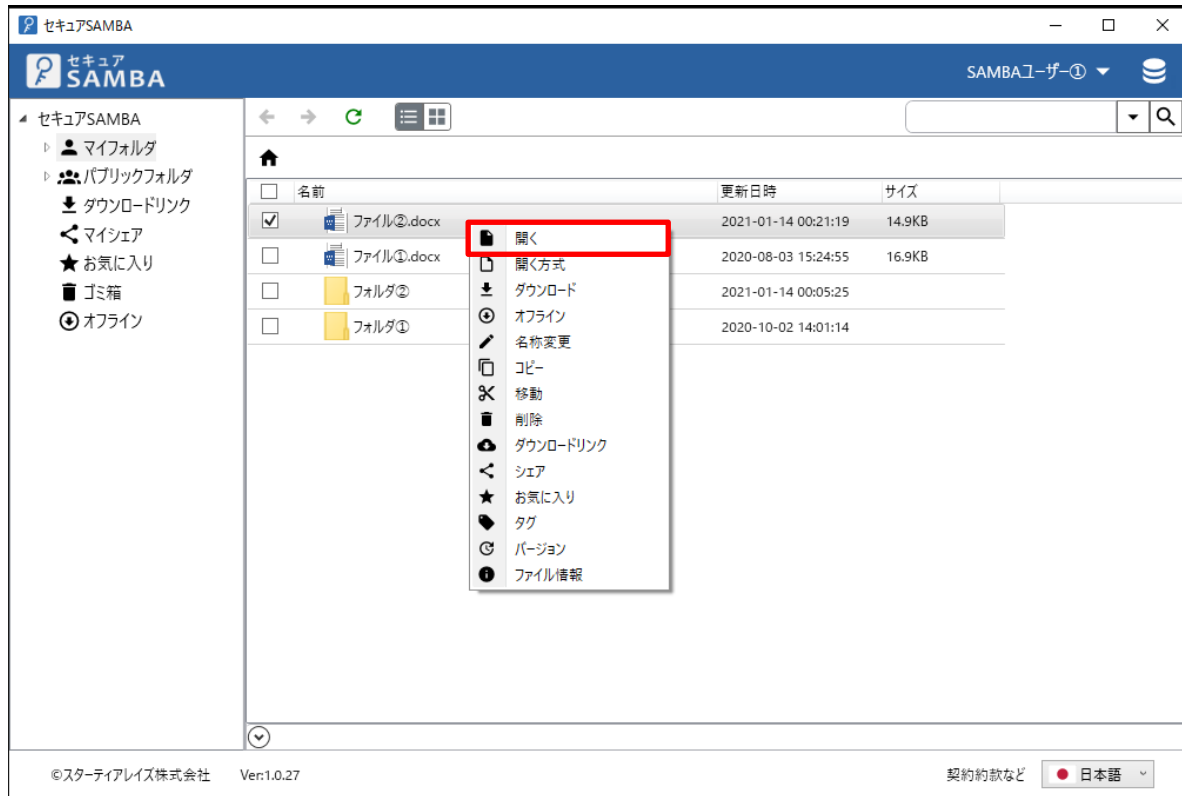 セキュアSAMBA
セキュア
SAMBA
SAMBAユーザー①
セキュアSAMBA
マイフォルダ
パブリックフォルダ
ダウンロードリンク
マイシェア
お気に入り
ゴミ箱
オフライン
名前 更新日時 サイズ
ファイル②.docx 2021-01-14 00:21:19 14.9KB
ファイル①.docx 2020-08-03 15:24:55 16.9KB
フォルダ② 2021-01-14 00:05:25
フォルダ① 2020-10-02 14:01:14
開く
開く方式
ダウンロード
オフライン
名称変更
コピー
移動
削除
ダウンロードリンク
シェア
お気に入り
タグ
バージョン
ファイル情報
©スターティアレイズ株式会社 Ver:1.0.27 契約約款など 日本語